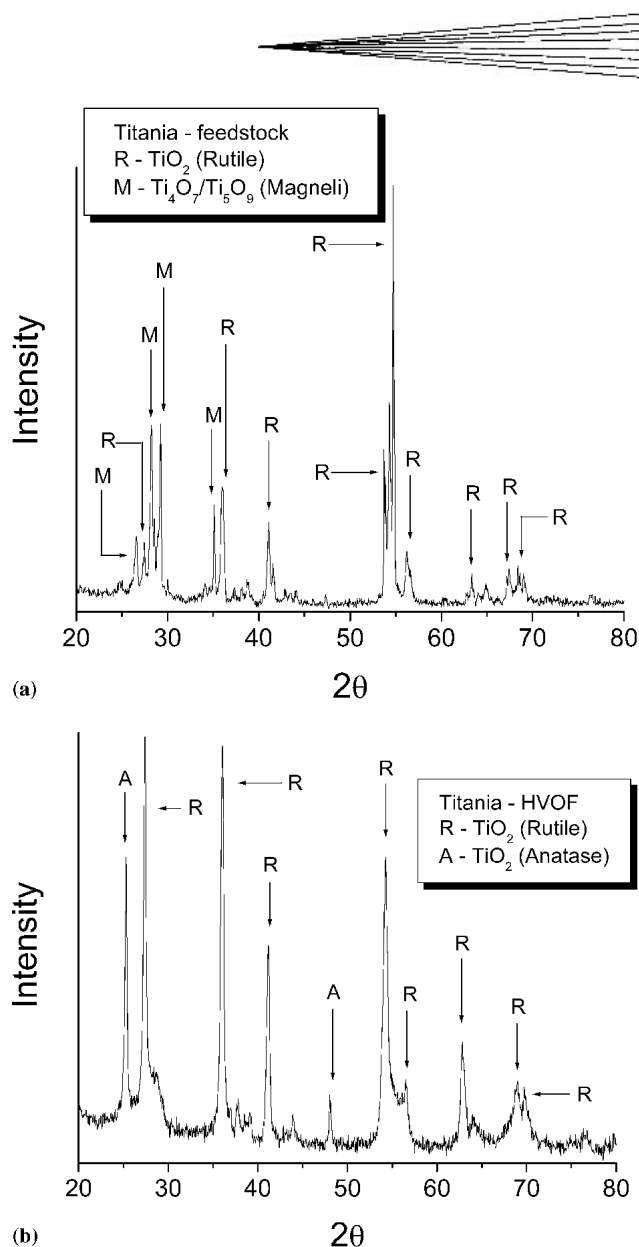 Titania - feedstock
R - TiO₂ (Rutile)
M - Ti₄O₇/Ti₅O₉ (Magneli)
M
R
M
M
M
R
R
R
R
R
R
R
R
Intensity
20 30 40 50 60 70 80
(a)
2θ
Titania - HVOF
R - TiO₂ (Rutile)
A - TiO₂ (Anatase)
A
R
R
R
A
R
R
R
R
R
Intensity
20 30 40 50 60 70 80
(b)
2θ